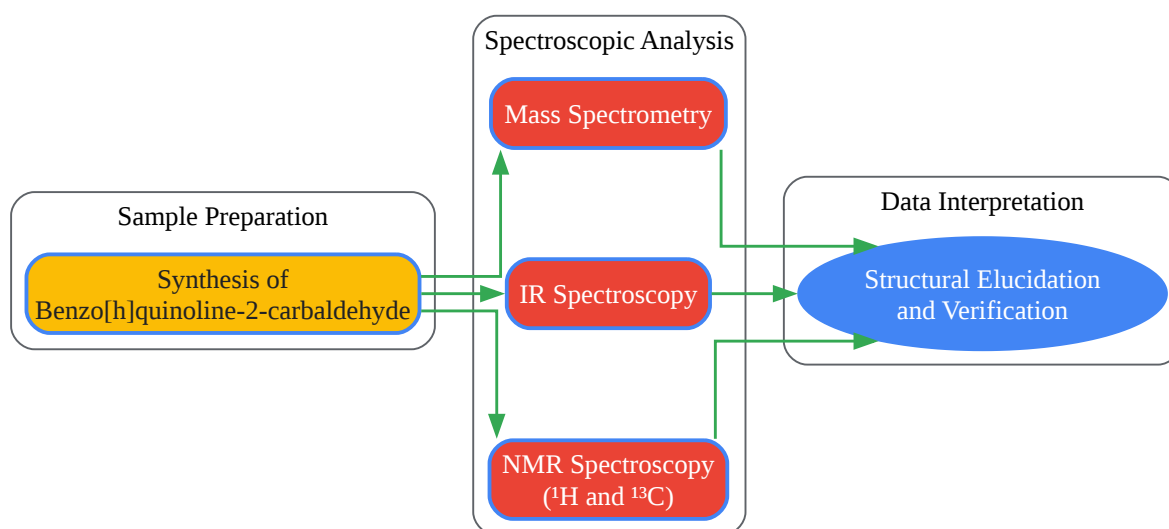 Sample Preparation
Synthesis of
Benzo[h]quinoline-2-carbaldehyde
Spectroscopic Analysis
Mass Spectrometry
IR Spectroscopy
NMR Spectroscopy
(¹H and ¹³C)
Data Interpretation
Structural Elucidation
and Verification